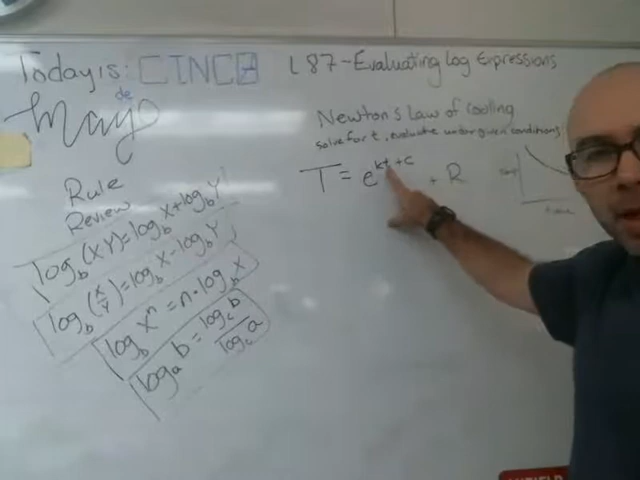 Today is: CINCO
de
Mayo
L 87 - Evaluating Log Expressions
Newton's Law of Cooling
solve for t, evaluate under given conditions
T = e^(kt + c) + R
time
Rule
Review
log_b (XY) = log_b X + log_b Y
log_b (X/Y) = log_b X - log_b Y
log_b X^n = n · log_b X
log_a b = log_c b / log_c a